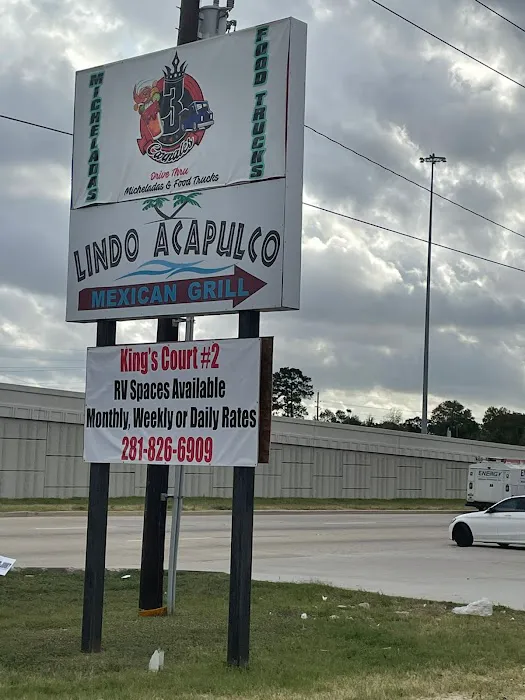 MICHELADAS
FOOD TRUCKS
3
Carnales
Drive Thru
Micheladas & Food Trucks
LINDO ACAPULCO
MEXICAN GRILL
King's Court #2
RV Spaces Available
Monthly, Weekly or Daily Rates
281-826-6909
ENERGY